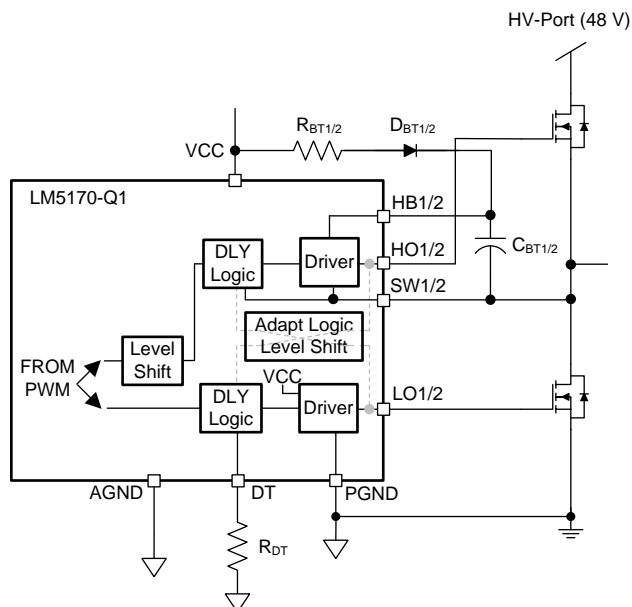 HV-Port (48 V)
RBT1/2
DBT1/2
VCC
LM5170-Q1
HB1/2
DLY
Logic
Driver
HO1/2
CBT1/2
SW1/2
Adapt Logic
Level Shift
Level
Shift
FROM
PWM
VCC
DLY
Logic
Driver
LO1/2
AGND
DT
PGND
RDT